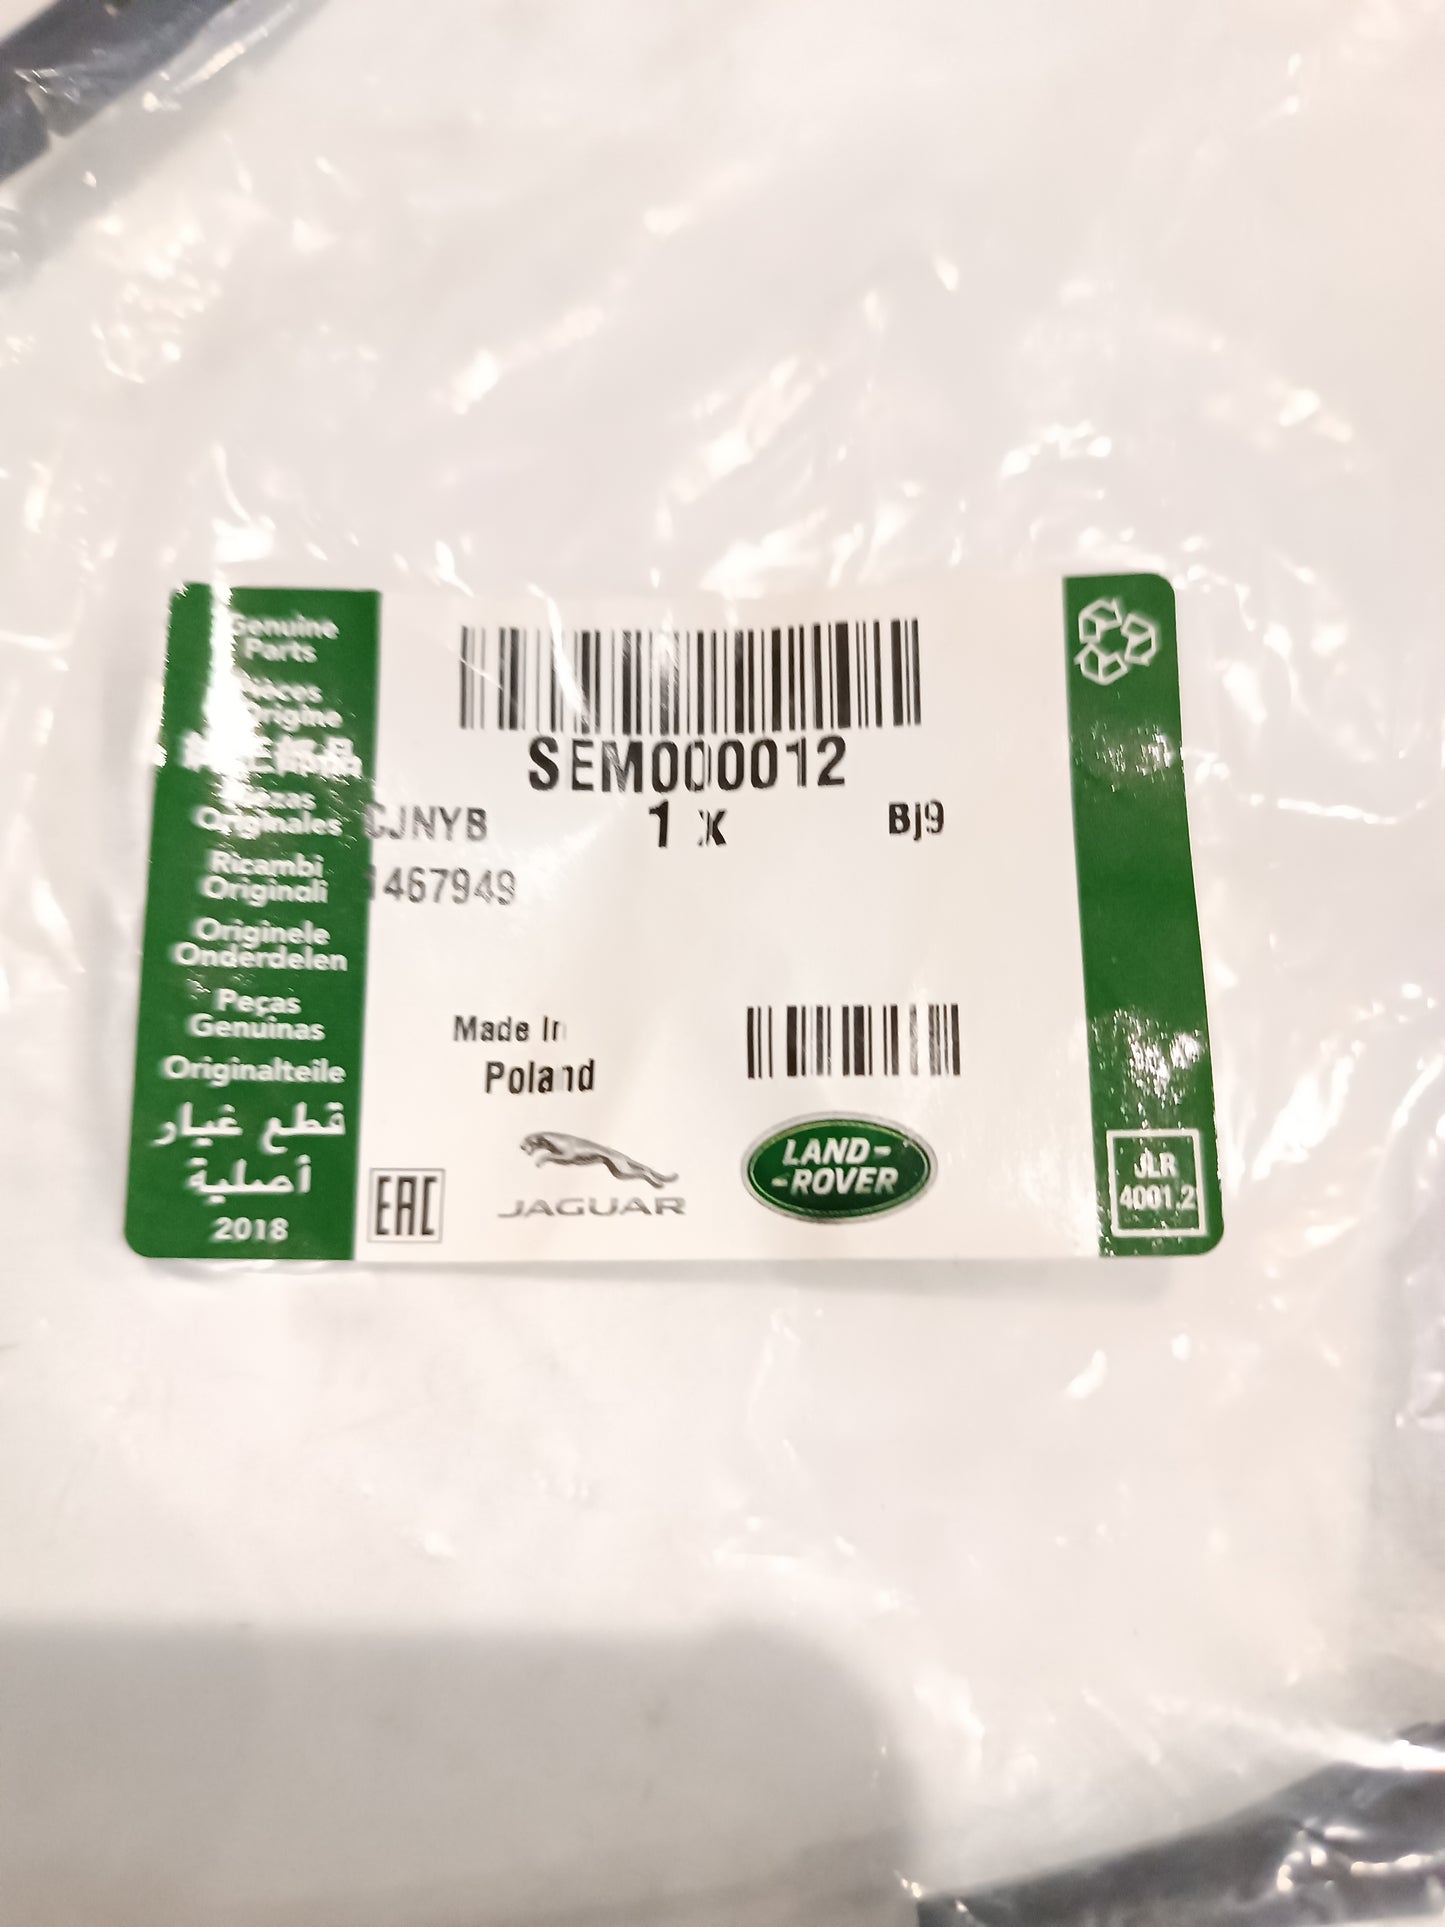 Genuine
Parts
Pièces
Origine
Piezas
Originales
Ricambi
Originali
Originele
Onderdelen
Peças
Genuinas
Originalteile
قطع غيار
أصلية
2018
SEM000012
CJNYB
1 x
Bj9
1467949
Made In
Poland
EAC
JAGUAR
LAND-
-ROVER
JLR
4001.2